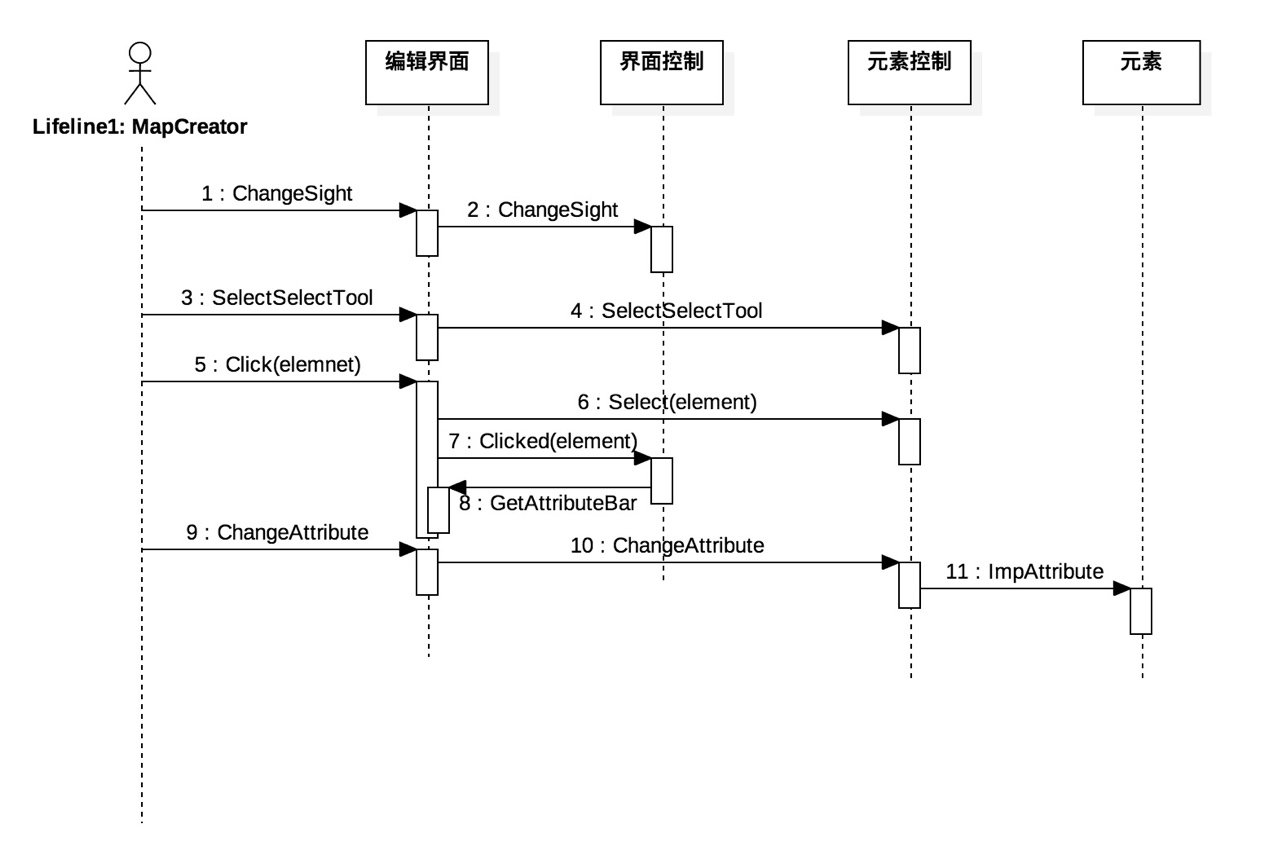 编辑界面
界面控制
元素控制
元素
Lifeline1: MapCreator
1 : ChangeSight
2 : ChangeSight
3 : SelectSelectTool
4 : SelectSelectTool
5 : Click(elemnet)
6 : Select(element)
7 : Clicked(element)
8 : GetAttributeBar
9 : ChangeAttribute
10 : ChangeAttribute
11 : ImpAttribute